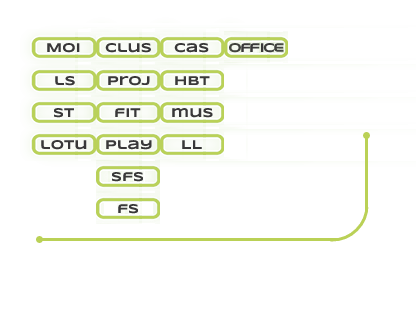 MOI CLUS Cas OFFICE
LS PROJ HBT
ST FIT mus
LOTU Play LL
SFS
FS